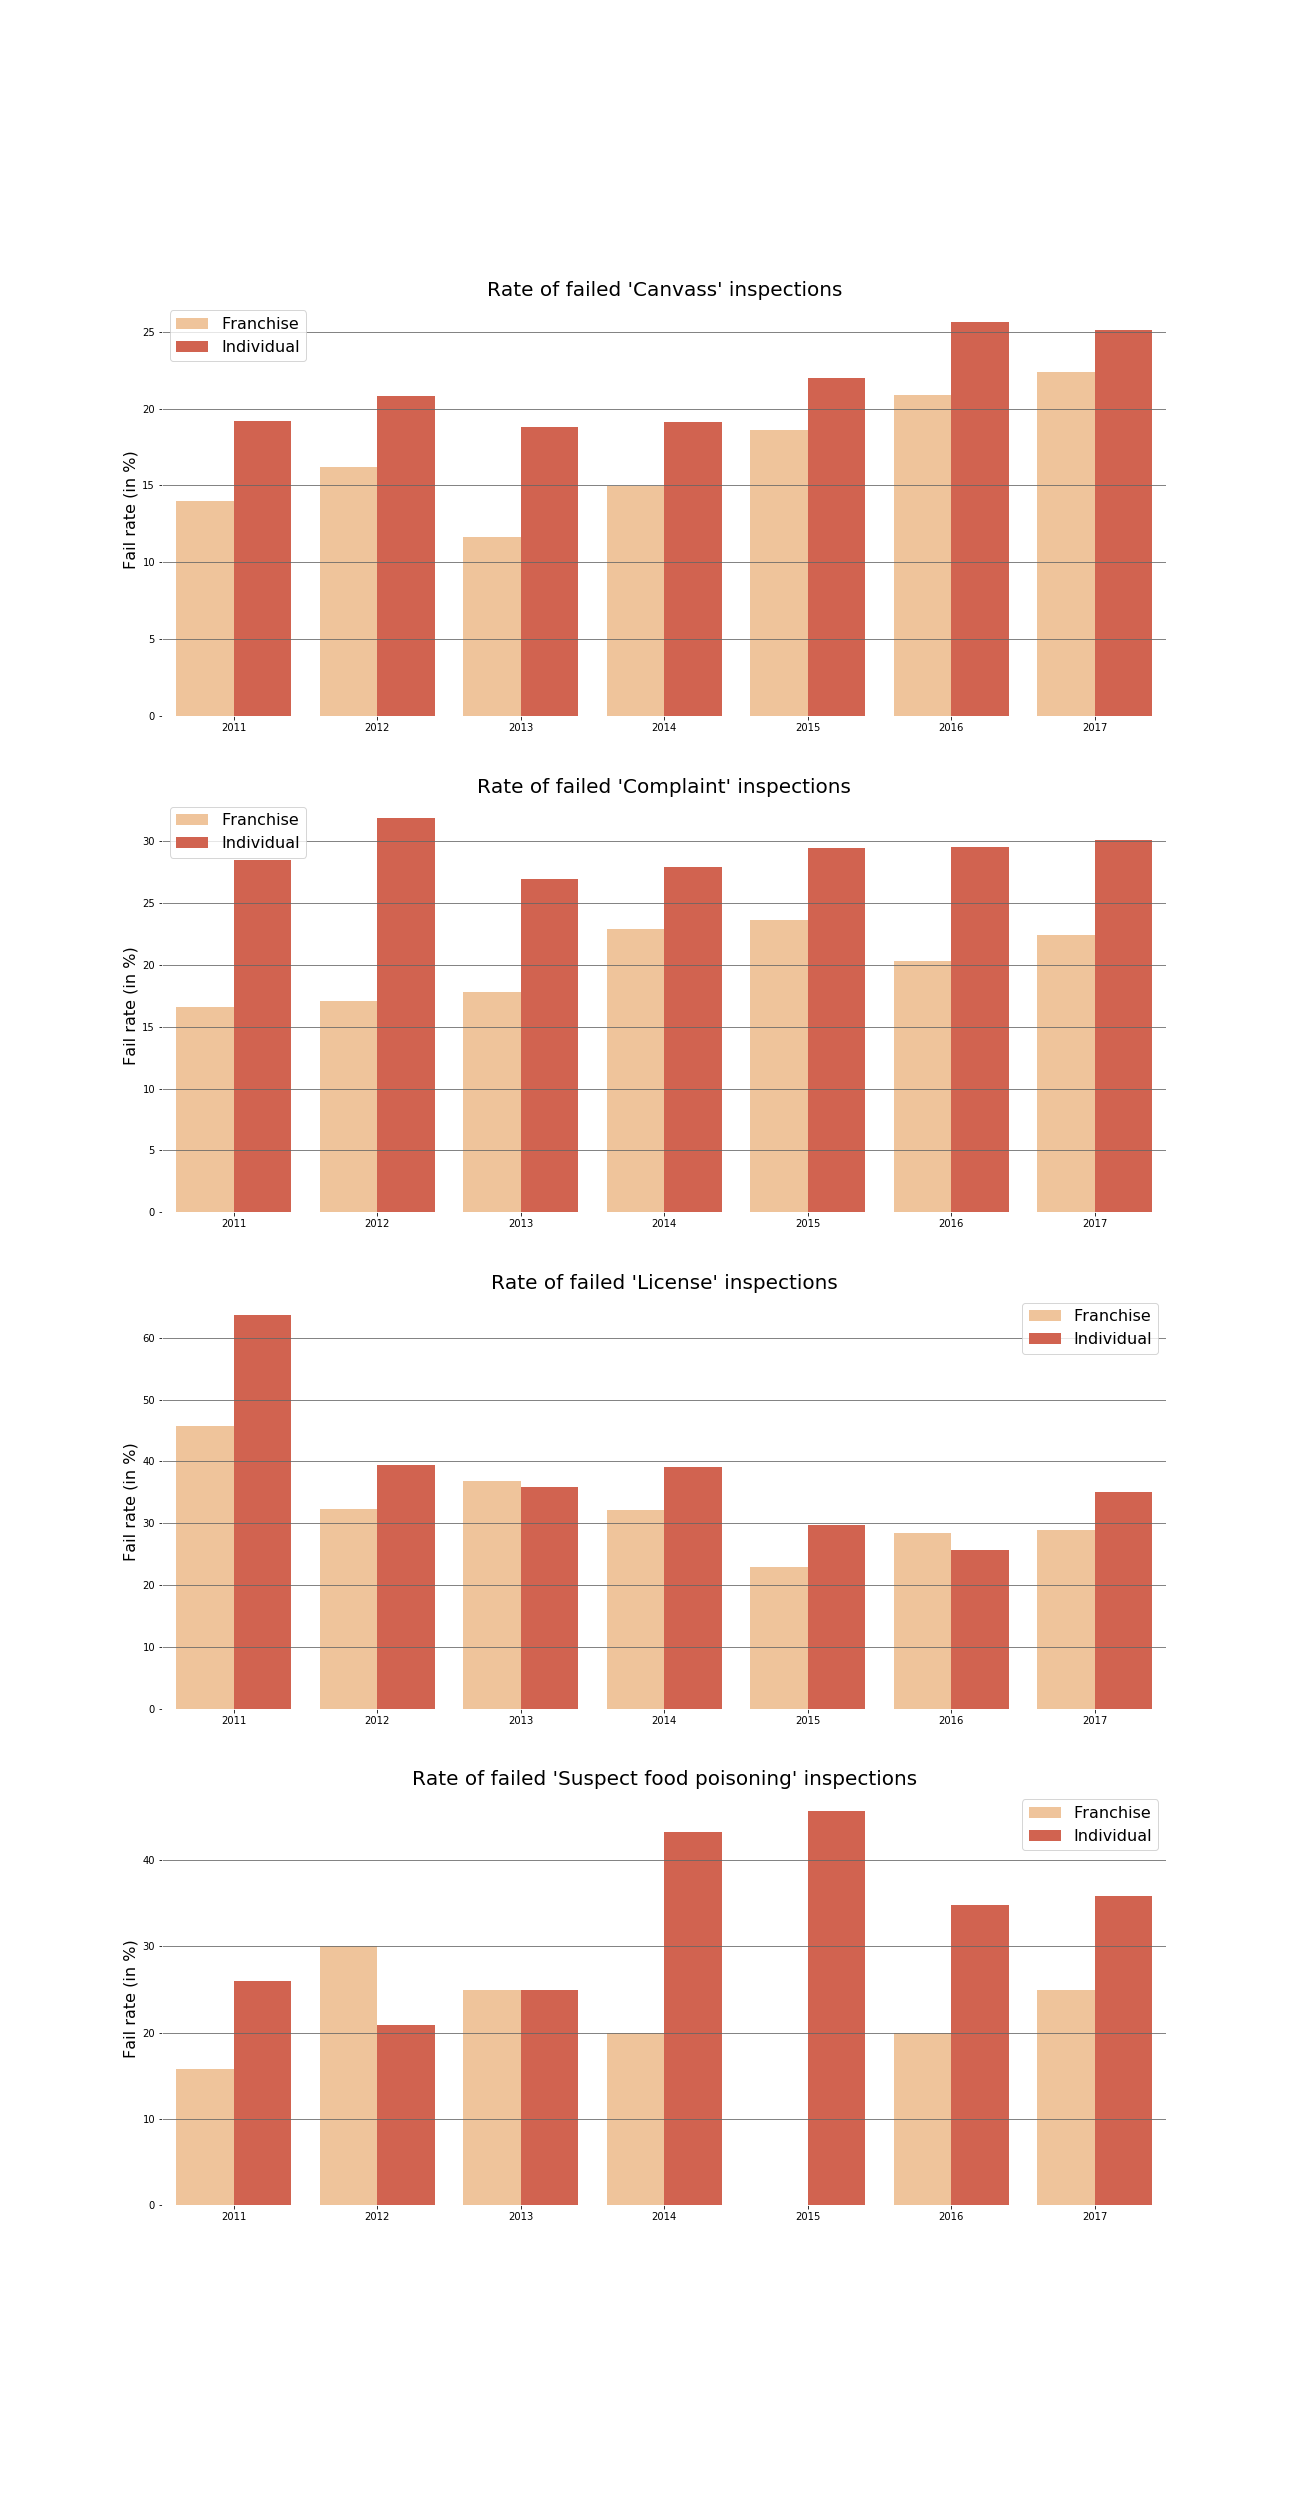 Rate of failed 'Canvass' inspections
Franchise
Individual
Fail rate (in %)
25
20
15
10
5
0
2011 2012 2013 2014 2015 2016 2017
Rate of failed 'Complaint' inspections
Franchise
Individual
Fail rate (in %)
30
25
20
15
10
5
0
2011 2012 2013 2014 2015 2016 2017
Rate of failed 'License' inspections
Franchise
Individual
Fail rate (in %)
60
50
40
30
20
10
0
2011 2012 2013 2014 2015 2016 2017
Rate of failed 'Suspect food poisoning' inspections
Franchise
Individual
Fail rate (in %)
40
30
20
10
0
2011 2012 2013 2014 2015 2016 2017